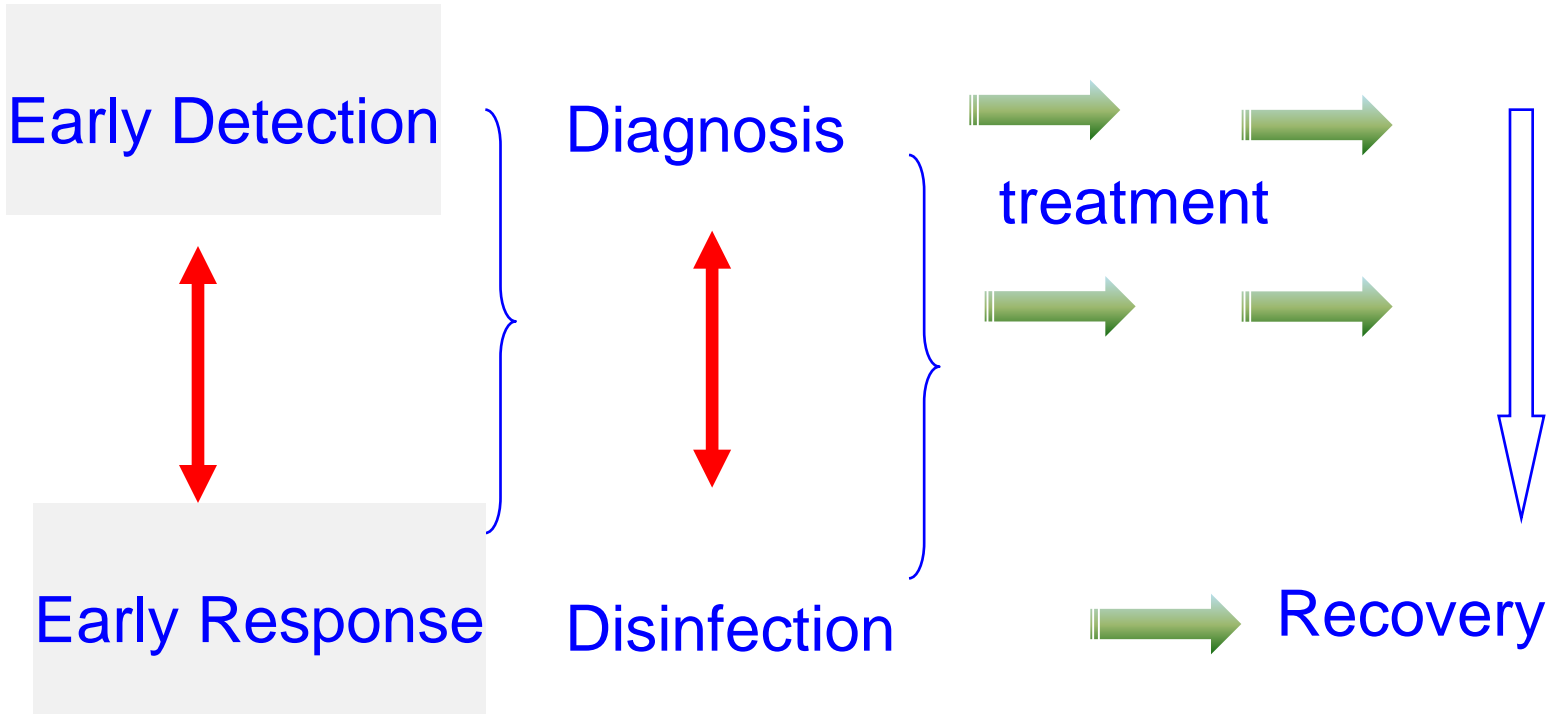 Early Detection
Diagnosis
treatment
Early Response
Disinfection
Recovery